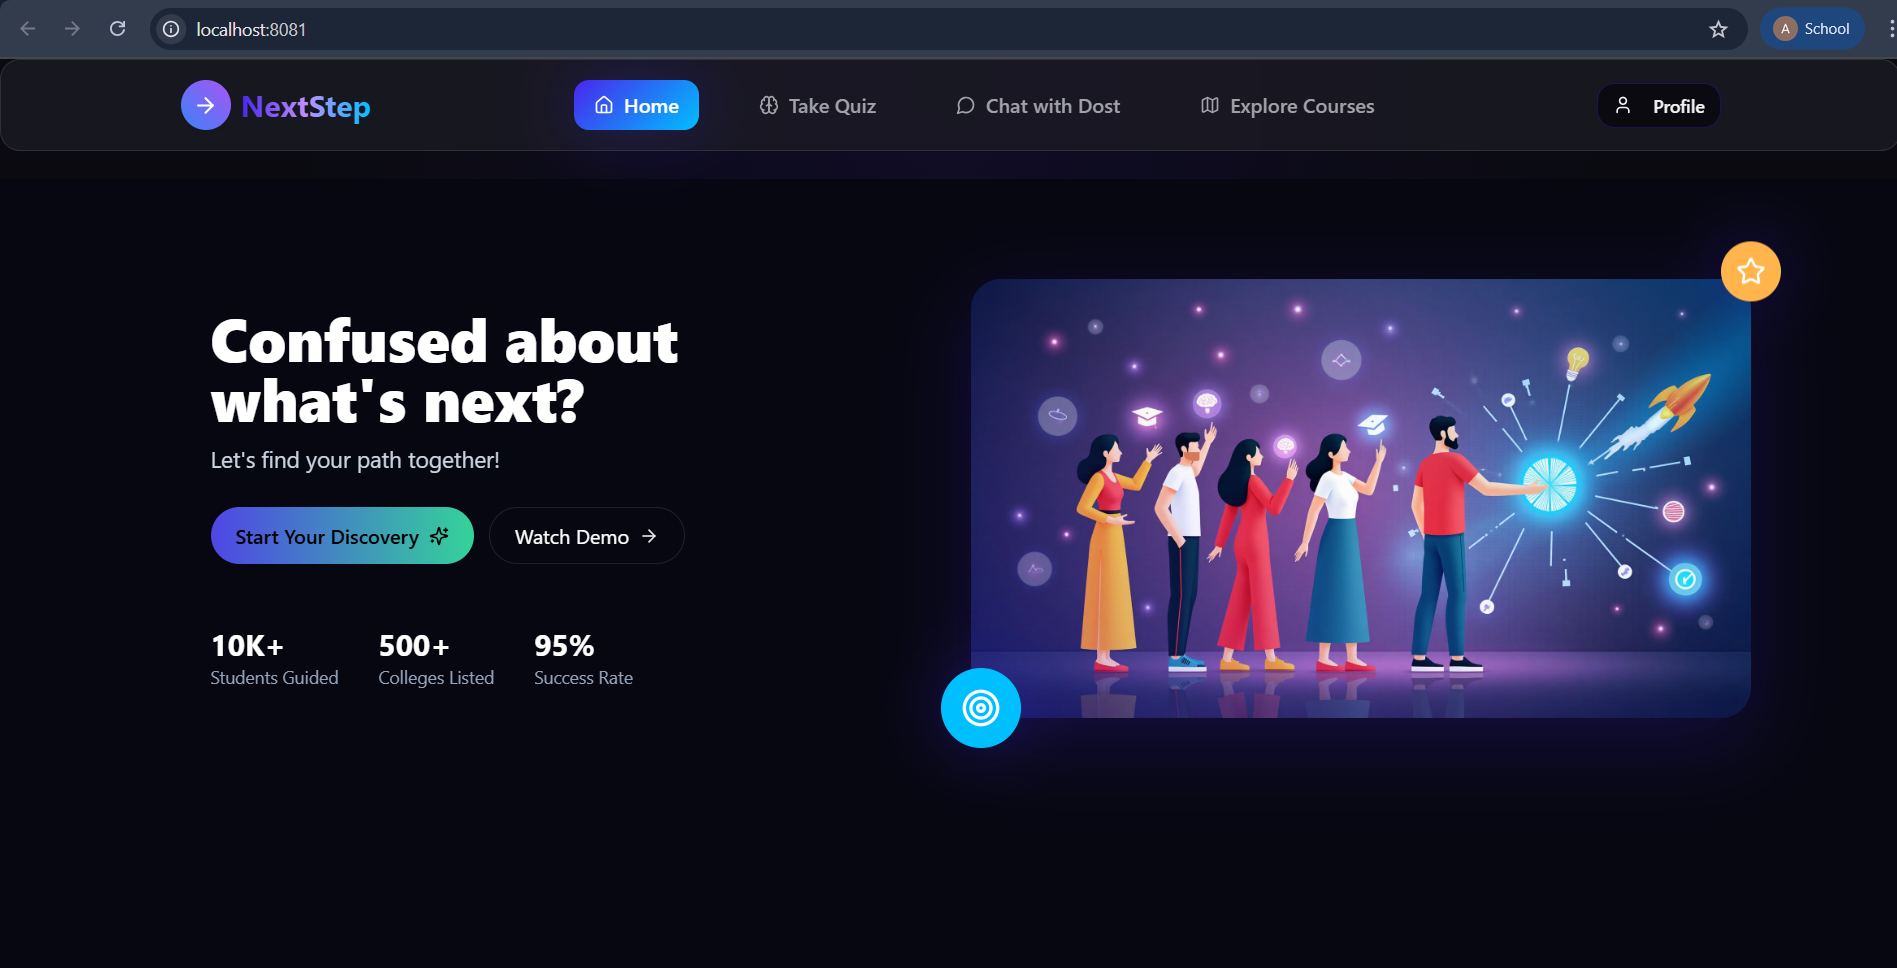 localhost:8081
A School
NextStep
Home
Take Quiz
Chat with Dost
Explore Courses
Profile
Confused about
what's next?
Let's find your path together!
Start Your Discovery
Watch Demo
10K+
Students Guided
500+
Colleges Listed
95%
Success Rate